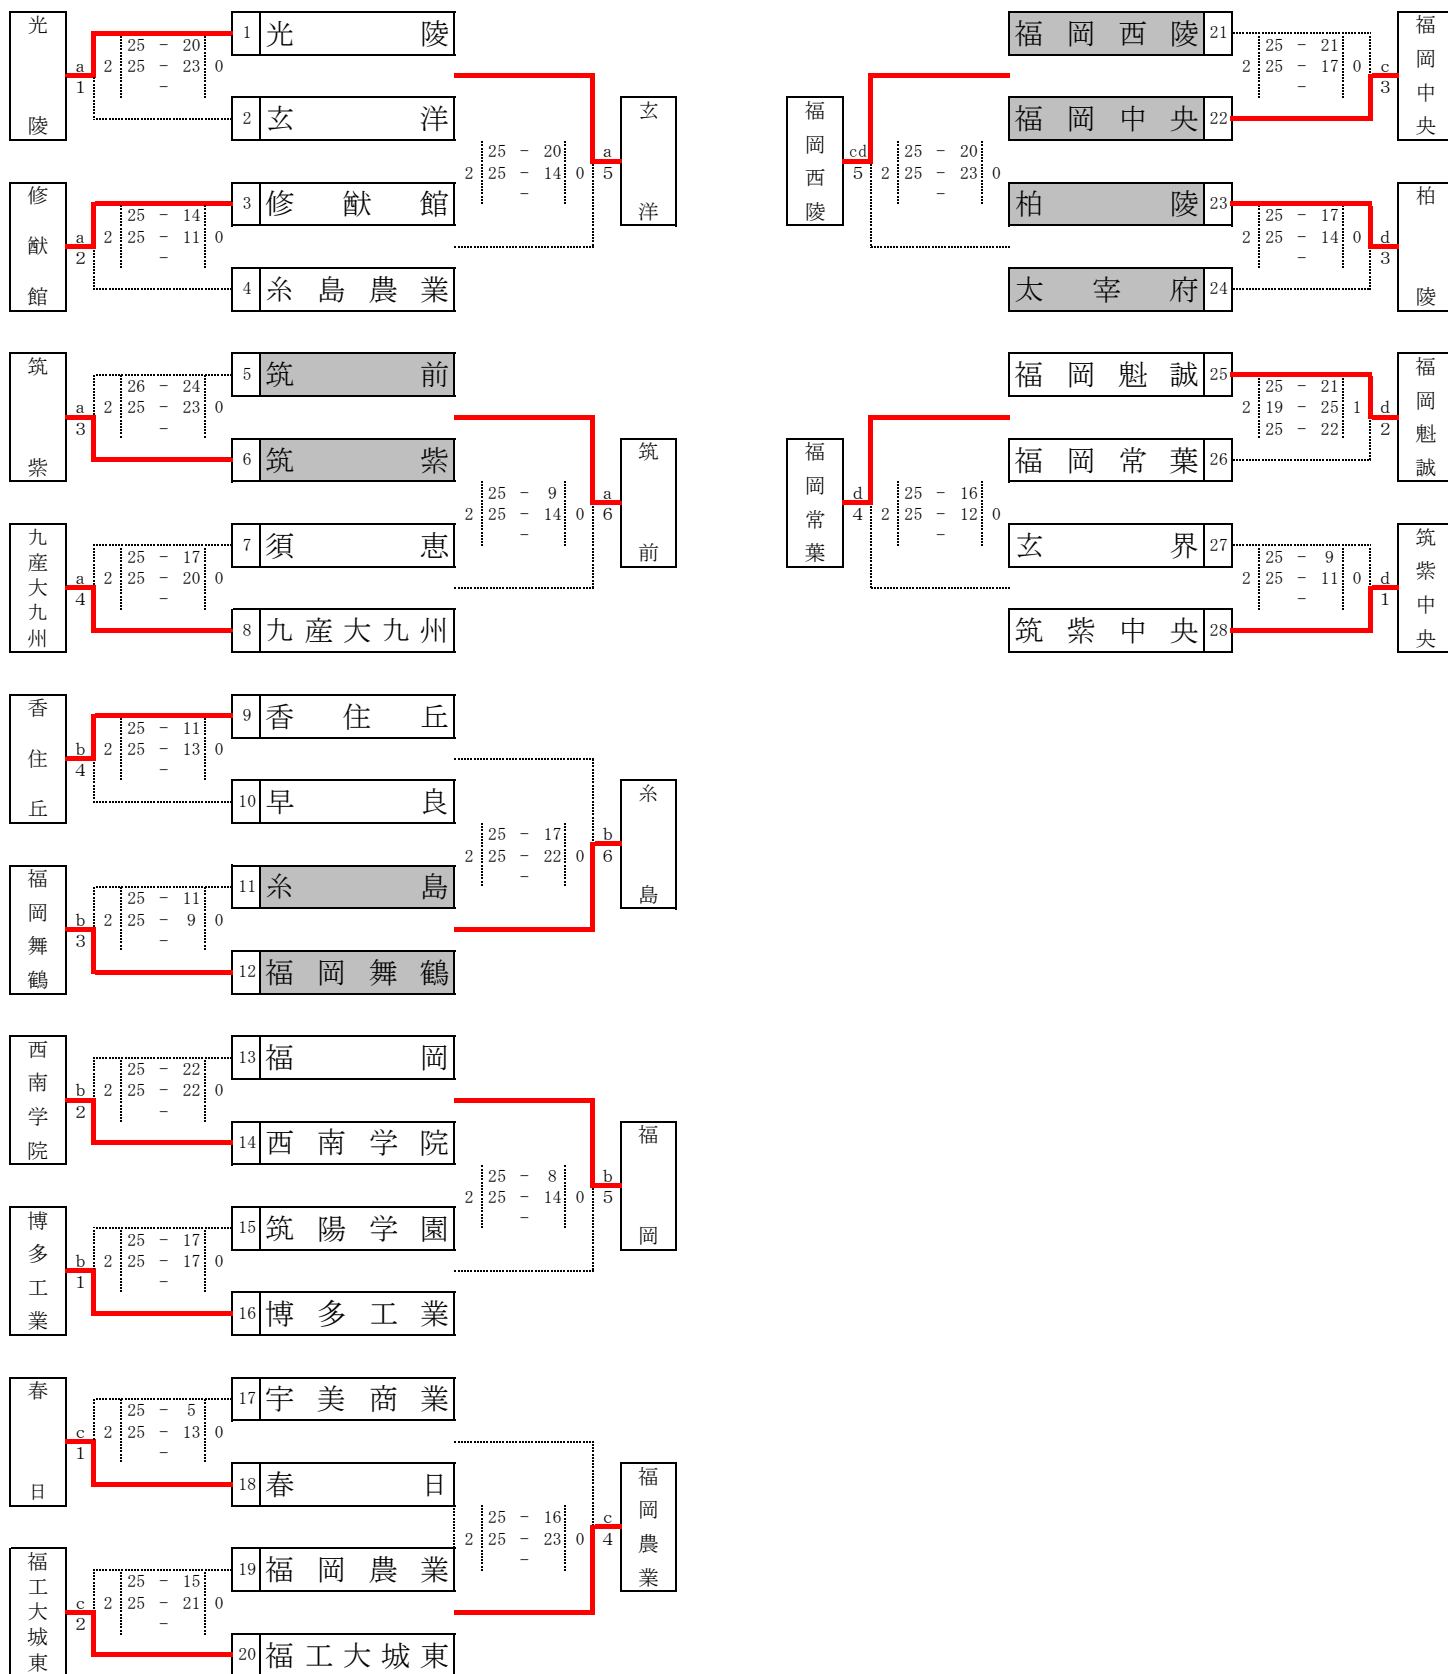 光陵
a
1
2
25 - 20
25 - 23
-
0
1 光陵
2 玄洋
修猷館
a
2
2
25 - 14
25 - 11
-
0
3 修猷館
4 糸島農業
2
25 - 20
25 - 14
-
0
a
5
玄洋
筑紫
a
3
2
26 - 24
25 - 23
-
0
5 筑前
6 筑紫
九産大九州
a
4
2
25 - 17
25 - 20
-
0
7 須恵
8 九産大九州
2
25 - 9
25 - 14
-
0
a
6
筑前
香住丘
b
4
2
25 - 11
25 - 13
-
0
9 香住丘
10 早良
福岡舞鶴
b
3
2
25 - 11
25 - 9
-
0
11 糸島
12 福岡舞鶴
2
25 - 17
25 - 22
-
0
b
6
糸島
西南学院
b
2
2
25 - 22
25 - 22
-
0
13 福岡
14 西南学院
博多工業
b
1
2
25 - 17
25 - 17
-
0
15 筑陽学園
16 博多工業
2
25 - 8
25 - 14
-
0
b
5
福岡
春日
c
1
2
25 - 5
25 - 13
-
0
17 宇美商業
18 春日
福工大城東
c
2
2
25 - 15
25 - 21
-
0
19 福岡農業
20 福工大城東
2
25 - 16
25 - 23
-
0
c
4
福岡農業
福岡西陵
cd
5
2
25 - 20
25 - 23
-
0
福岡西陵 21
福岡中央 22
2
25 - 21
25 - 17
-
0
c
3
福岡中央
柏陵 23
太宰府 24
2
25 - 17
25 - 14
-
0
d
3
柏陵
福岡常葉
d
4
2
25 - 16
25 - 12
-
0
福岡魁誠 25
福岡常葉 26
2
25 - 21
19 - 25
25 - 22
1
d
2
福岡魁誠
玄界 27
筑紫中央 28
2
25 - 9
25 - 11
-
0
d
1
筑紫中央